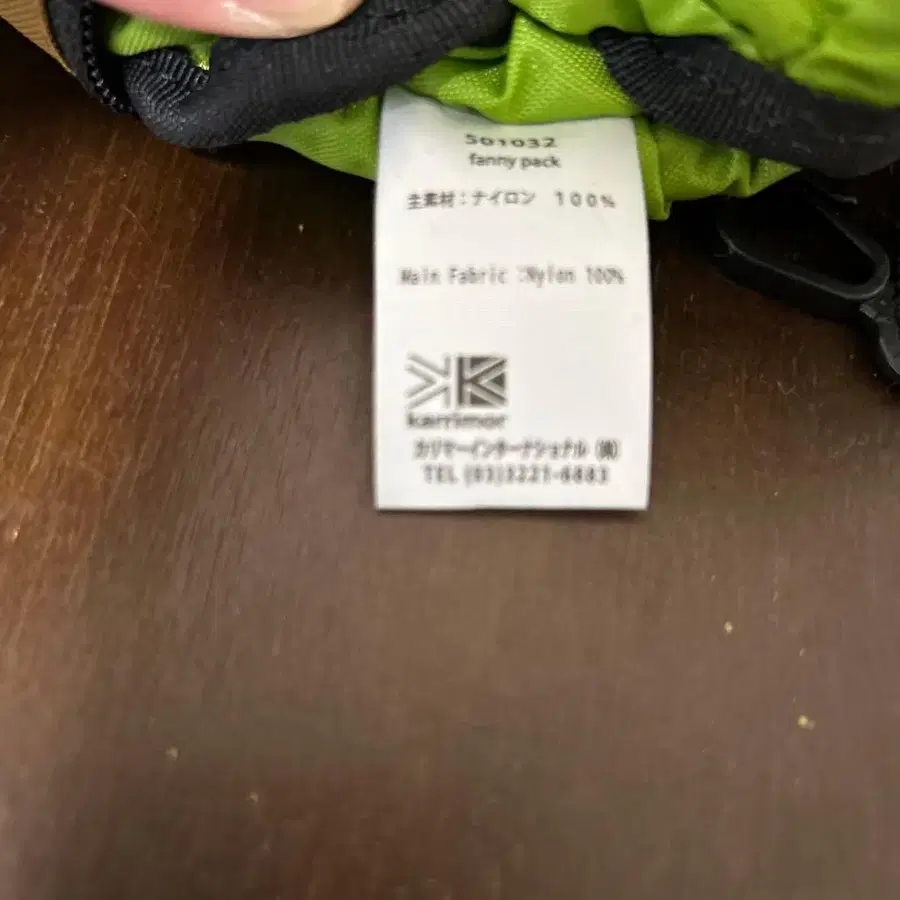 501032
fanny pack
主素材：ナイロン 100%
Main Fabric :Nylon 100%
karrimor
カリマーインターナショナル（株）
TEL (03)3221-6883